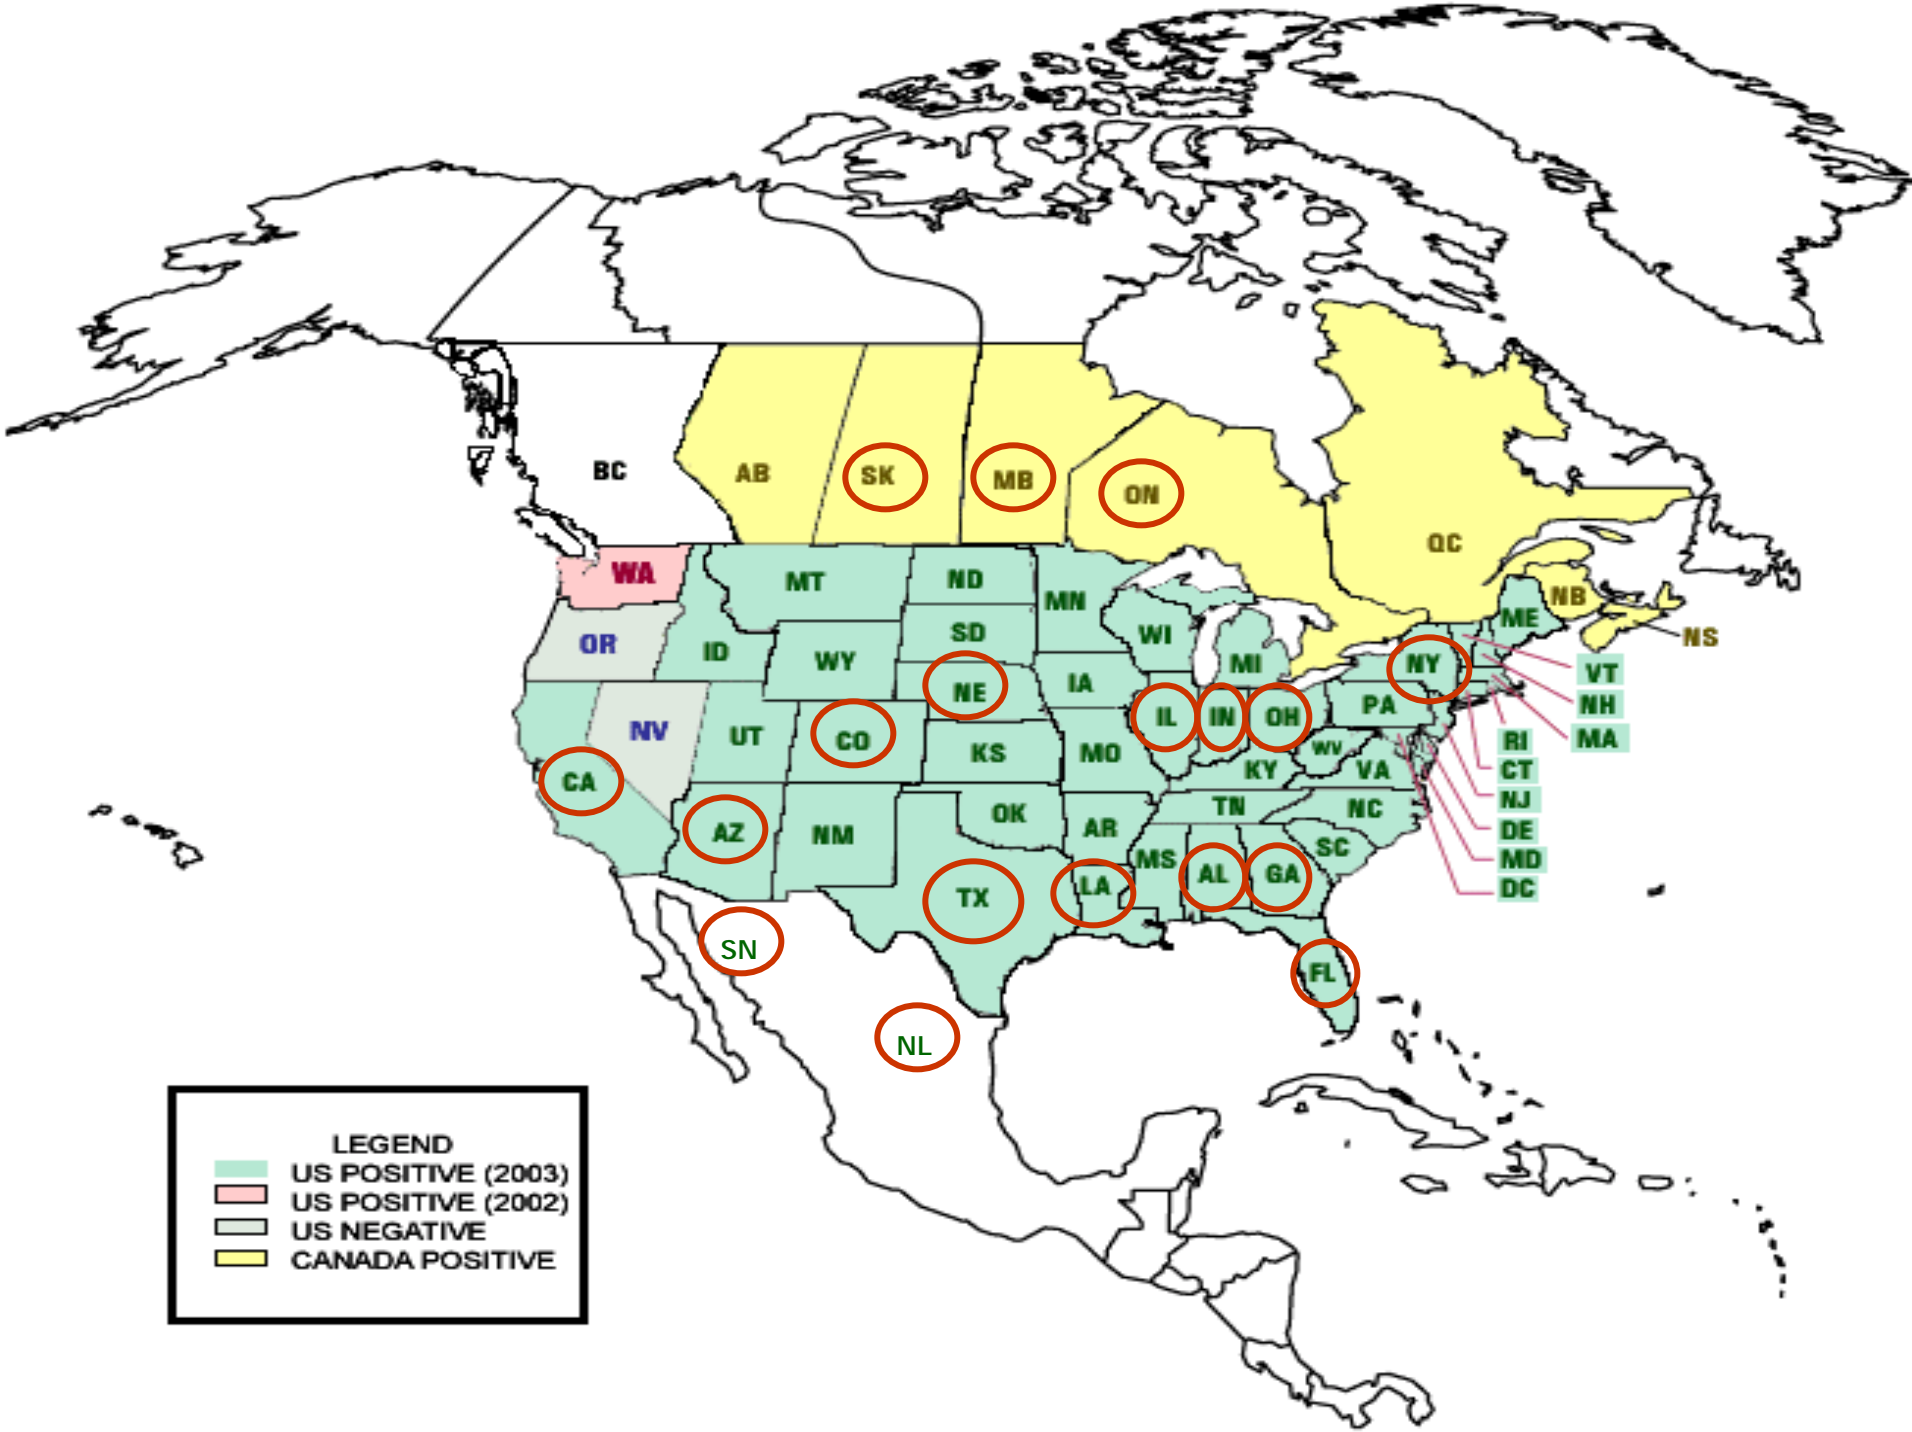 BC
AB
SK
MB
ON
QC
NB
NS
WA
MT
ND
MN
OR
ID
SD
WI
ME
WY
MI
NY
VT
NE
IA
NH
IL
IN
OH
PA
NV
UT
CO
KS
MO
WV
VA
RI
MA
CA
KY
CT
AZ
NM
OK
AR
TN
NC
NJ
DE
SC
MD
TX
LA
MS
AL
GA
DC
SN
FL
NL
LEGEND
US POSITIVE (2003)
US POSITIVE (2002)
US NEGATIVE
CANADA POSITIVE